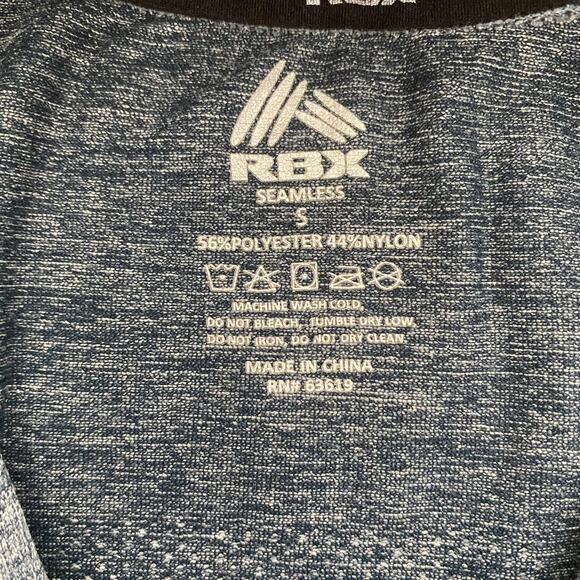 RBX
RBX
SEAMLESS
S
56%POLYESTER 44%NYLON
MACHINE WASH COLD,
DO NOT BLEACH, TUMBLE DRY LOW,
DO NOT IRON, DO NOT DRY CLEAN
MADE IN CHINA
RN# 63619